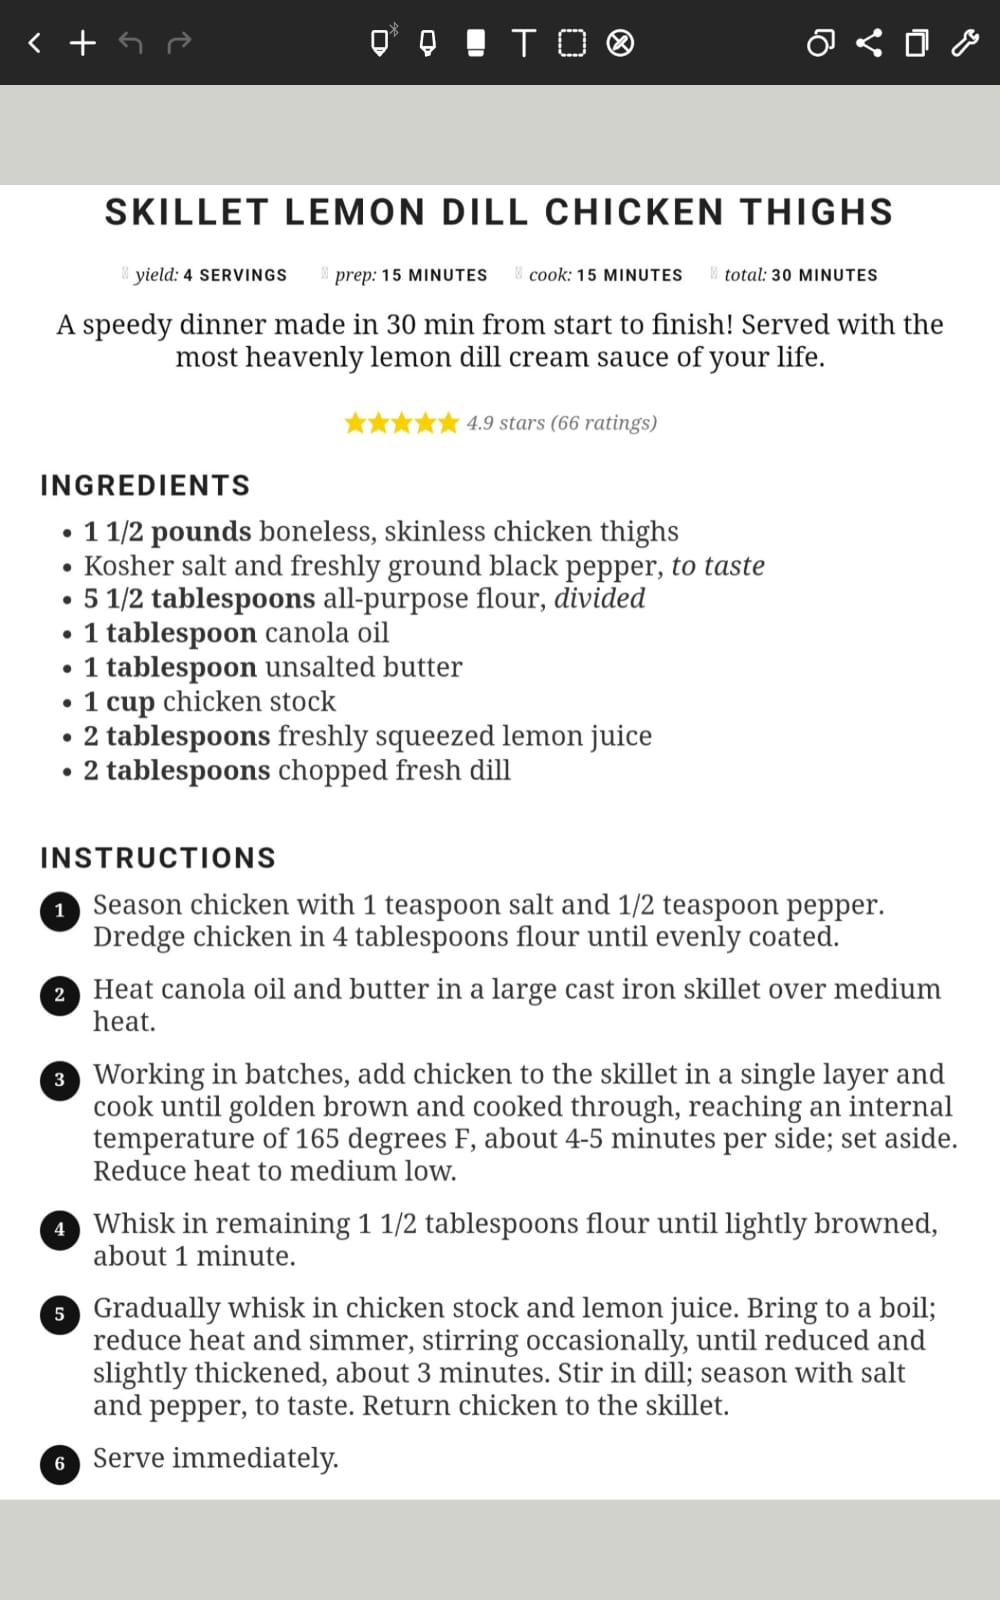 SKILLET LEMON DILL CHICKEN THIGHS
yield: 4 SERVINGS prep: 15 MINUTES cook: 15 MINUTES total: 30 MINUTES
A speedy dinner made in 30 min from start to finish! Served with the
most heavenly lemon dill cream sauce of your life.
4.9 stars (66 ratings)
INGREDIENTS
• 1 1/2 pounds boneless, skinless chicken thighs
• Kosher salt and freshly ground black pepper, to taste
• 5 1/2 tablespoons all-purpose flour, divided
• 1 tablespoon canola oil
• 1 tablespoon unsalted butter
• 1 cup chicken stock
• 2 tablespoons freshly squeezed lemon juice
• 2 tablespoons chopped fresh dill
INSTRUCTIONS
1 Season chicken with 1 teaspoon salt and 1/2 teaspoon pepper.
Dredge chicken in 4 tablespoons flour until evenly coated.
2 Heat canola oil and butter in a large cast iron skillet over medium
heat.
3 Working in batches, add chicken to the skillet in a single layer and
cook until golden brown and cooked through, reaching an internal
temperature of 165 degrees F, about 4-5 minutes per side; set aside.
Reduce heat to medium low.
4 Whisk in remaining 1 1/2 tablespoons flour until lightly browned,
about 1 minute.
5 Gradually whisk in chicken stock and lemon juice. Bring to a boil;
reduce heat and simmer, stirring occasionally, until reduced and
slightly thickened, about 3 minutes. Stir in dill; season with salt
and pepper, to taste. Return chicken to the skillet.
6 Serve immediately.